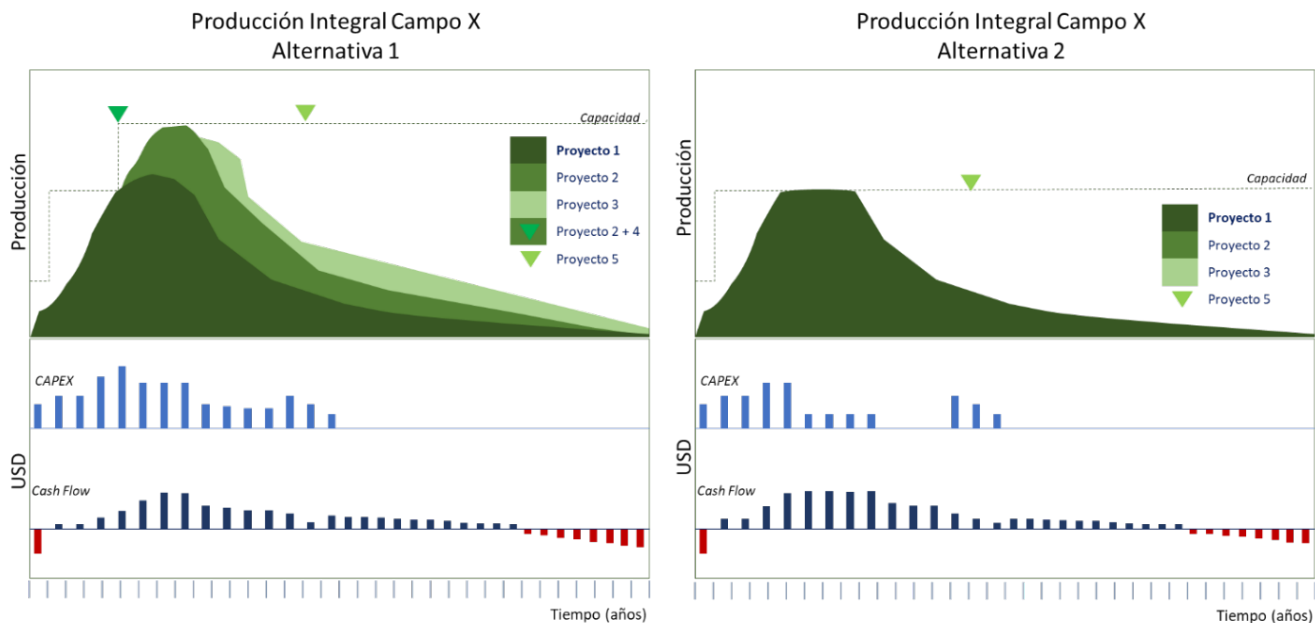 Producción Integral Campo X
Alternativa 1
Capacidad
Producción
Proyecto 1
Proyecto 2
Proyecto 3
Proyecto 2 + 4
Proyecto 5
CAPEX
USD
Cash Flow
Tiempo (años)
Producción Integral Campo X
Alternativa 2
Capacidad
Producción
Proyecto 1
Proyecto 2
Proyecto 3
Proyecto 5
CAPEX
USD
Cash Flow
Tiempo (años)